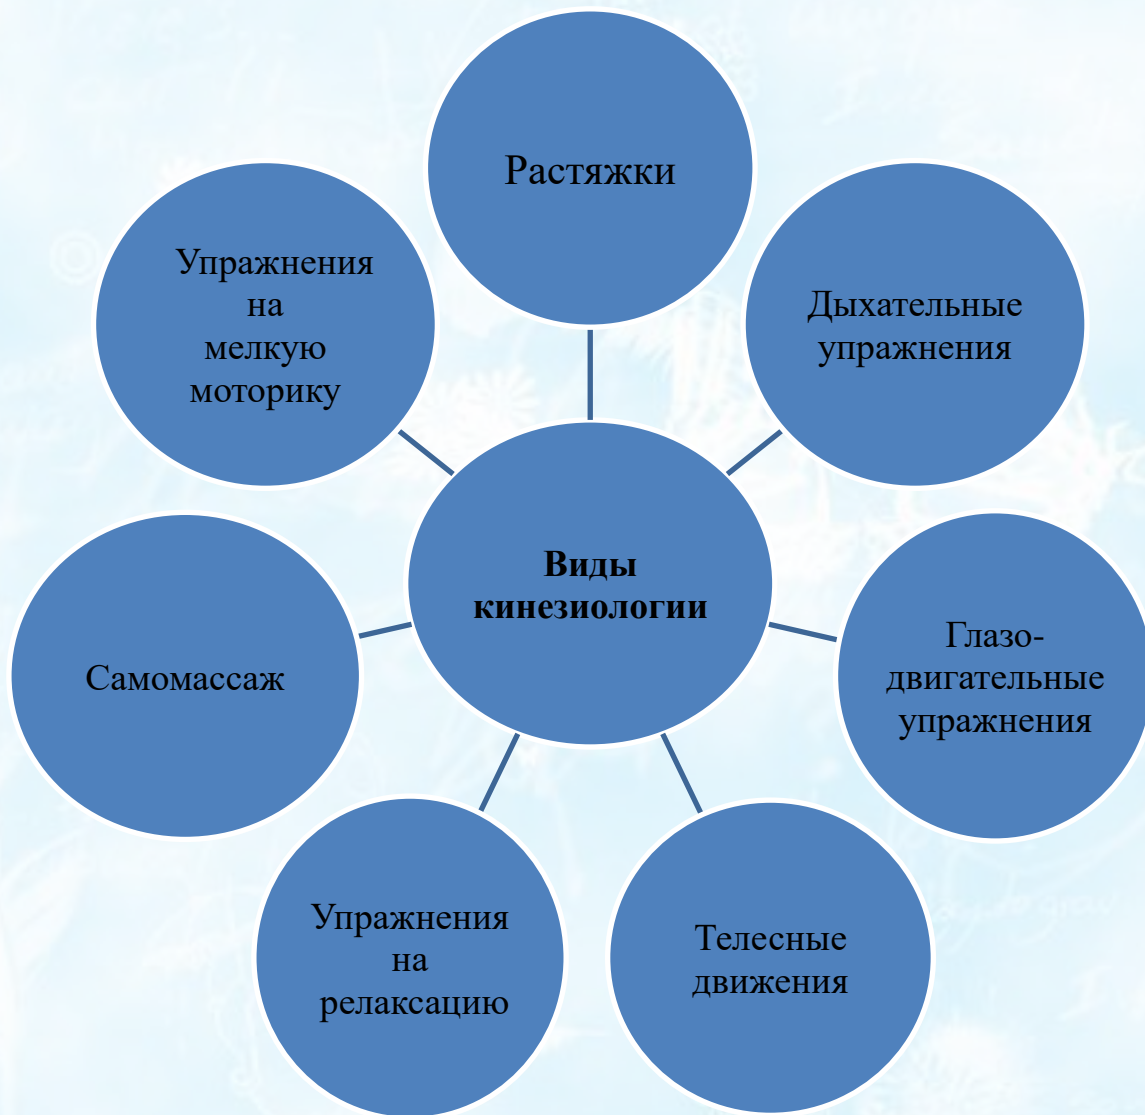 Растяжки
Упражнения
на
мелкую
моторику
Дыхательные
упражнения
Виды
кинезиологии
Глазо-
двигательные
упражнения
Самомассаж
Упражнения
на
релаксацию
Телесные
движения